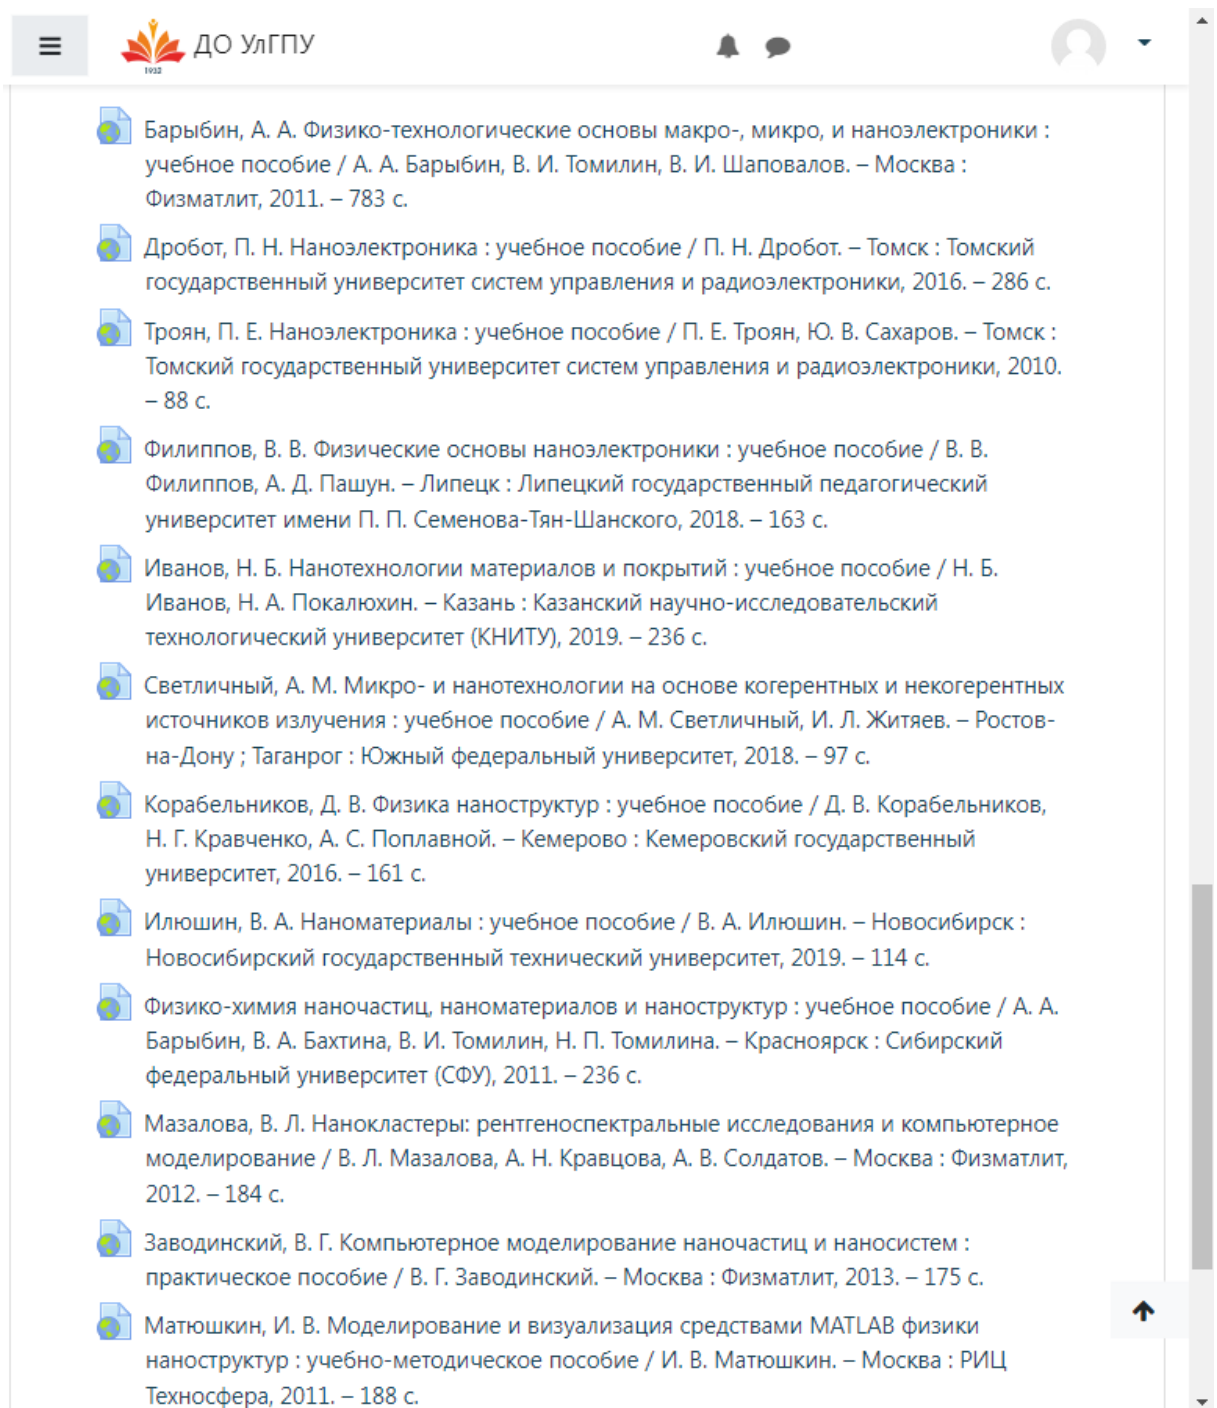 ДО УлГПУ
1932
Барыбин, А. А. Физико-технологические основы макро-, микро, и наноэлектроники :
учебное пособие / А. А. Барыбин, В. И. Томилин, В. И. Шаповалов. – Москва :
Физматлит, 2011. – 783 с.
Дробот, П. Н. Наноэлектроника : учебное пособие / П. Н. Дробот. – Томск : Томский
государственный университет систем управления и радиоэлектроники, 2016. – 286 с.
Троян, П. Е. Наноэлектроника : учебное пособие / П. Е. Троян, Ю. В. Сахаров. – Томск :
Томский государственный университет систем управления и радиоэлектроники, 2010.
– 88 с.
Филиппов, В. В. Физические основы наноэлектроники : учебное пособие / В. В.
Филиппов, А. Д. Пашун. – Липецк : Липецкий государственный педагогический
университет имени П. П. Семенова-Тян-Шанского, 2018. – 163 с.
Иванов, Н. Б. Нанотехнологии материалов и покрытий : учебное пособие / Н. Б.
Иванов, Н. А. Покалюхин. – Казань : Казанский научно-исследовательский
технологический университет (КНИТУ), 2019. – 236 с.
Светличный, А. М. Микро- и нанотехнологии на основе когерентных и некогерентных
источников излучения : учебное пособие / А. М. Светличный, И. Л. Житяев. – Ростов-
на-Дону ; Таганрог : Южный федеральный университет, 2018. – 97 с.
Корабельников, Д. В. Физика наноструктур : учебное пособие / Д. В. Корабельников,
Н. Г. Кравченко, А. С. Поплавной. – Кемерово : Кемеровский государственный
университет, 2016. – 161 с.
Илюшин, В. А. Наноматериалы : учебное пособие / В. А. Илюшин. – Новосибирск :
Новосибирский государственный технический университет, 2019. – 114 с.
Физико-химия наночастиц, наноматериалов и наноструктур : учебное пособие / А. А.
Барыбин, В. А. Бахтина, В. И. Томилин, Н. П. Томилина. – Красноярск : Сибирский
федеральный университет (СФУ), 2011. – 236 с.
Мазалова, В. Л. Нанокластеры: рентгеноспектральные исследования и компьютерное
моделирование / В. Л. Мазалова, А. Н. Кравцова, А. В. Солдатов. – Москва : Физматлит,
2012. – 184 с.
Заводинский, В. Г. Компьютерное моделирование наночастиц и наносистем :
практическое пособие / В. Г. Заводинский. – Москва : Физматлит, 2013. – 175 с.
Матюшкин, И. В. Моделирование и визуализация средствами MATLAB физики
наноструктур : учебно-методическое пособие / И. В. Матюшкин. – Москва : РИЦ
Техносфера, 2011. – 188 с.